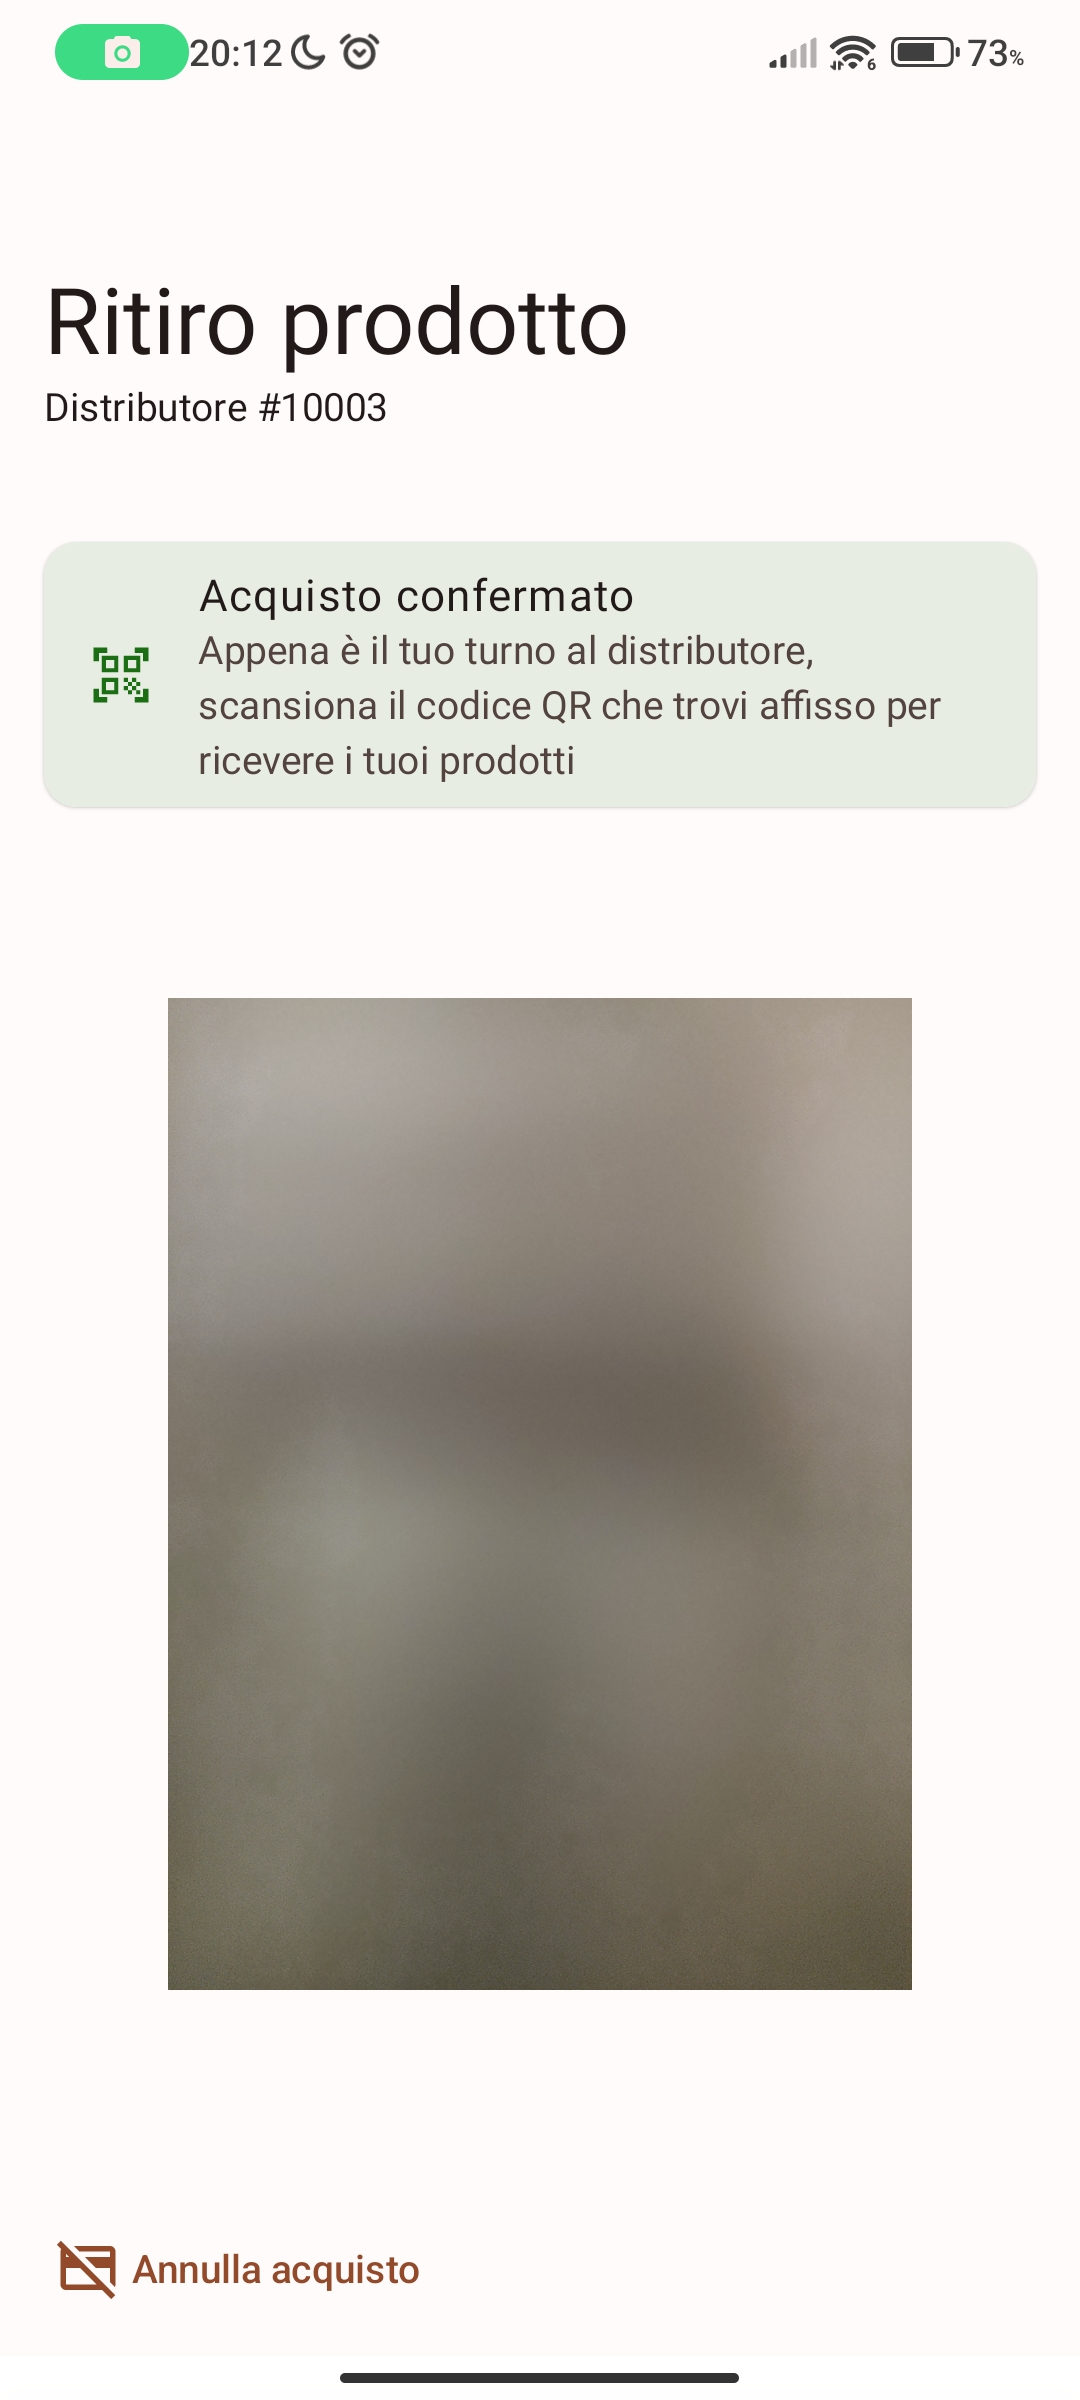 20:12
6
73%
Ritiro prodotto
Distributore #10003
Acquisto confermato
Appena è il tuo turno al distributore,
scansiona il codice QR che trovi affisso per
ricevere i tuoi prodotti
Annulla acquisto